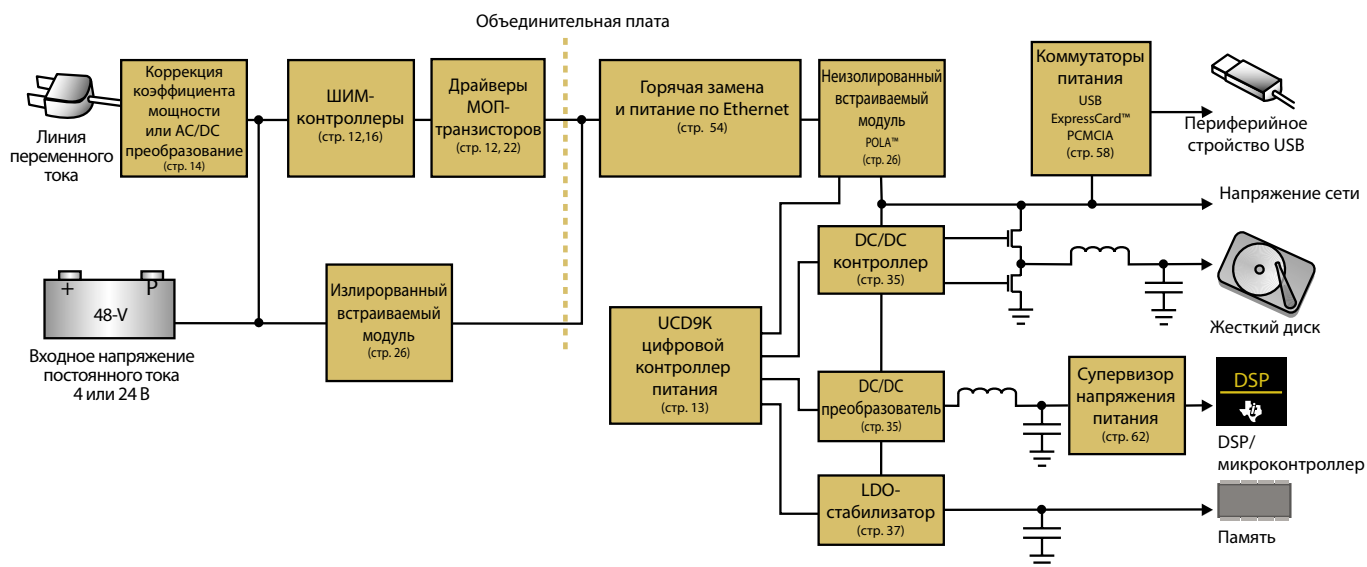 Объединительная плата
Линия
переменного
тока
Коррекция
коэффициента
мощности
или AC/DC
преобразование
(стр. 14)
ШИМ-
контроллеры
(стр. 12,16)
Драйверы
МОП-
транзисторов
(стр. 12, 22)
Горячая замена
и питание по Ethernet
(стр. 54)
Неизолированный
встраиваемый
модуль
POLA™
(стр. 26)
Коммутаторы
питания
USB
ExpressCard™
PCMCIA
(стр. 58)
Периферийное
стройство USB
Напряжение сети
+ P
48-V
Входное напряжение
постоянного тока
4 или 24 В
Излирорванный
встраиваемый
модуль
(стр. 26)
DC/DC
контроллер
(стр. 35)
Жесткий диск
UCD9K
цифровой
контроллер
питания
(стр. 13)
DC/DC
преобразователь
(стр. 35)
Супервизор
напряжения
питания
(стр. 62)
DSP
DSP/
микроконтроллер
LDO-
стабилизатор
(стр. 37)
Память